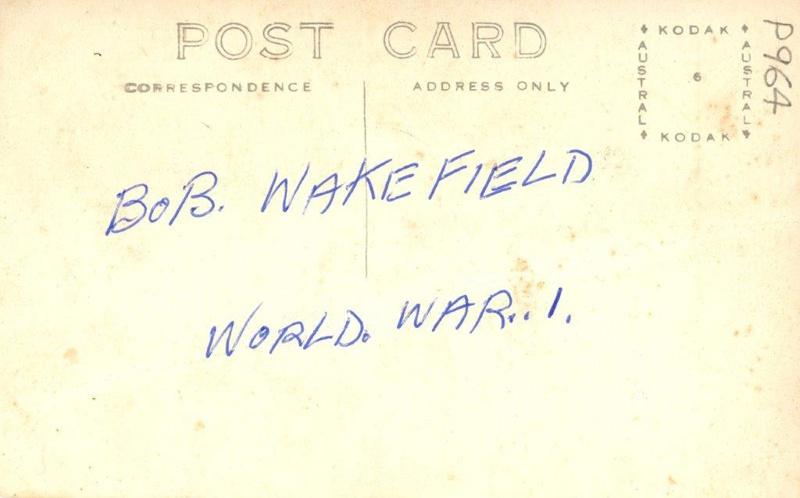 POST CARD
CORRESPONDENCE
ADDRESS ONLY
KODAK
AUSTRAL
6
AUSTRAL
KODAK
P964
BOB. WAKEFIELD
WORLD. WAR..1.